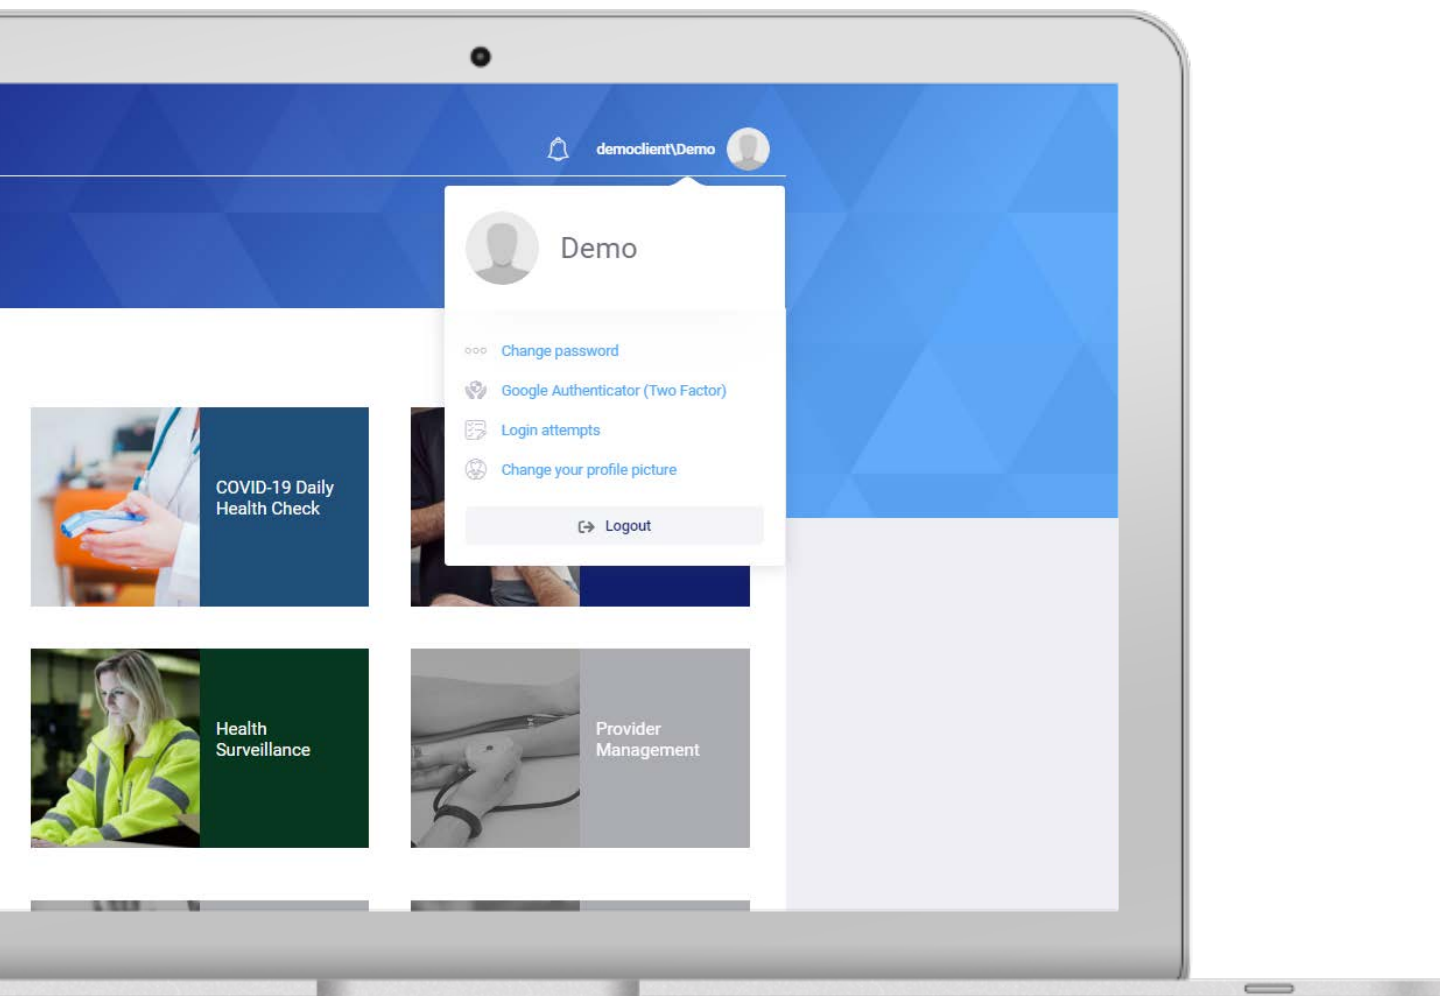 democlient\Demo
Demo
Change password
Google Authenticator (Two Factor)
Login attempts
Change your profile picture
Logout
COVID-19 Daily
Health Check
Health
Surveillance
Provider
Management